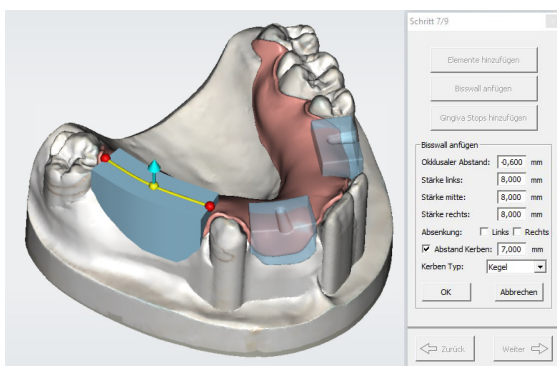 Schritt 7/9
Elemente hinzufügen
Bisswall anfügen
Gingiva Stops hinzufügen
Bisswall anfügen
Okklusaler Abstand: -0,600 mm
Stärke links: 8,000 mm
Stärke mitte: 8,000 mm
Stärke rechts: 8,000 mm
Absenkung: Links Rechts
Abstand Kerben: 7,000 mm
Kerben Typ: Kegel
OK Abbrechen
Zurück Weiter